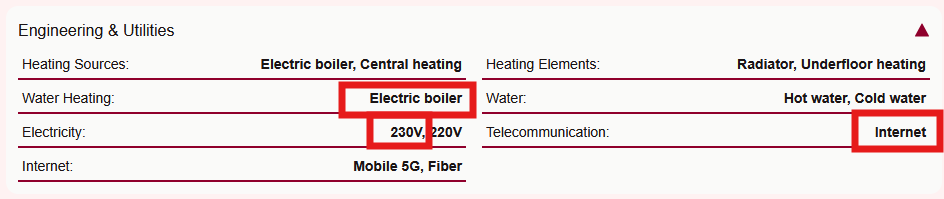 Engineering & Utilities
Heating Sources: Electric boiler, Central heating
Heating Elements: Radiator, Underfloor heating
Water Heating: Electric boiler
Water: Hot water, Cold water
Electricity: 230V, 220V
Telecommunication: Internet
Internet: Mobile 5G, Fiber